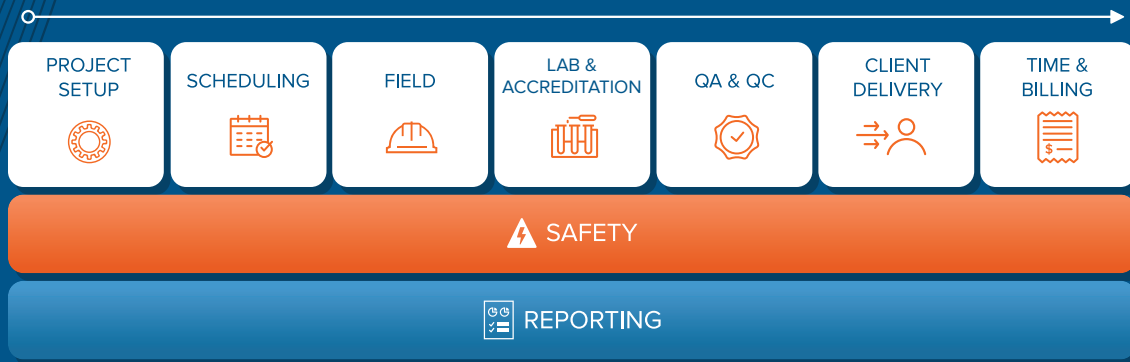 PROJECT
SETUP
SCHEDULING
FIELD
LAB &
ACCREDITATION
QA & QC
CLIENT
DELIVERY
TIME &
BILLING
$
SAFETY
REPORTING